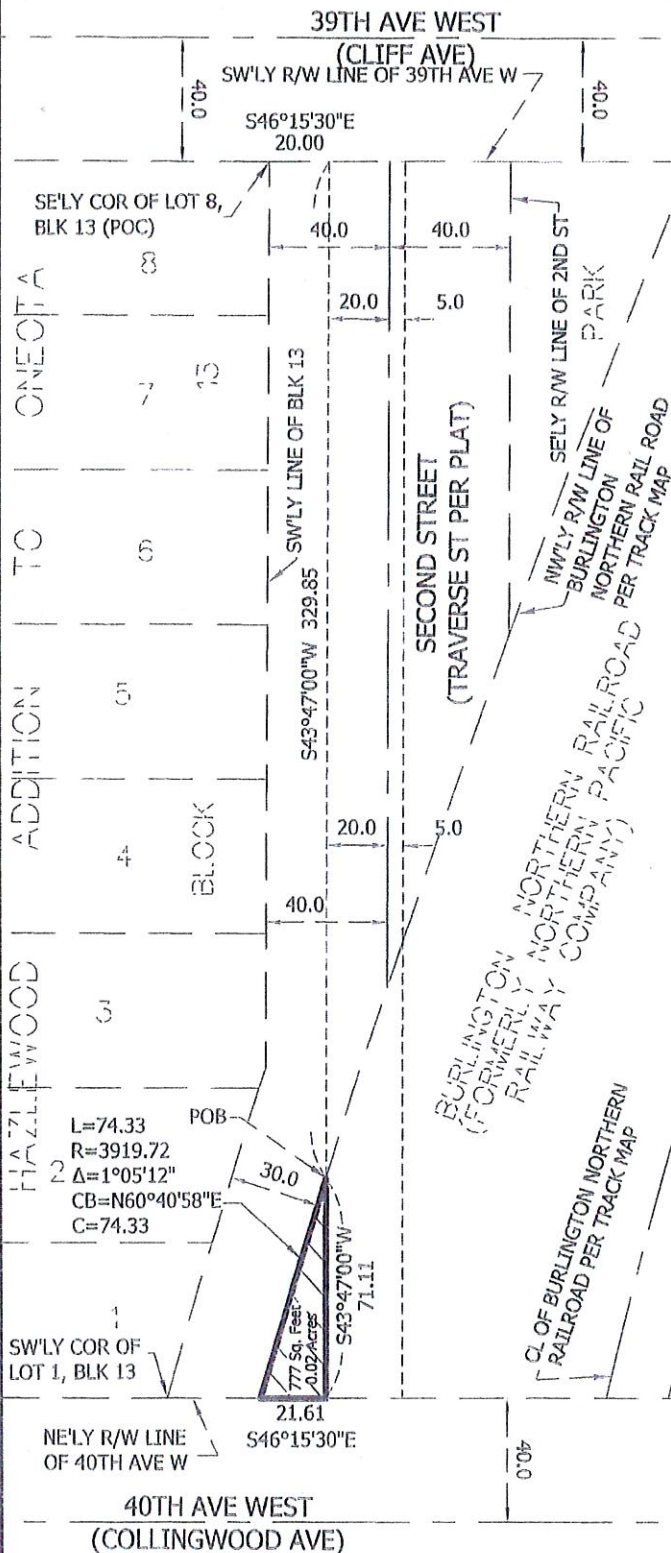 39TH AVE WEST
(CLIFF AVE)
SW'LY R/W LINE OF 39TH AVE W
40.0
40.0
S46°15'30"E
20.00
SE'LY COR OF LOT 8,
BLK 13 (POC)
40.0
40.0
20.0
5.0
8
7
13
6
5
4
BLOCK
3
2
1
HAZLEWOOD ADDITION TO ONEOTA
SW'LY LINE OF BLK 13
S43°47'00"W 329.85
SECOND STREET
(TRAVERSE ST PER PLAT)
SE'LY R/W LINE OF 2ND ST
PARK
NW'LY R/W LINE OF
BURLINGTON
NORTHERN RAIL ROAD
PER TRACK MAP
20.0
5.0
40.0
BURLINGTON NORTHERN RAILROAD
(FORMERLY NORTHERN PACIFIC
RAILWAY COMPANY)
L=74.33
R=3919.72
Δ=1°05'12"
CB=N60°40'58"E
C=74.33
POB
30.0
S43°47'00"W
71.11
777 Sq. Feet
0.02 Acres
CL OF BURLINGTON NORTHERN
RAILROAD PER TRACK MAP
SW'LY COR OF
LOT 1, BLK 13
21.61
S46°15'30"E
NE'LY R/W LINE
OF 40TH AVE W
40.0
40TH AVE WEST
(COLLINGWOOD AVE)